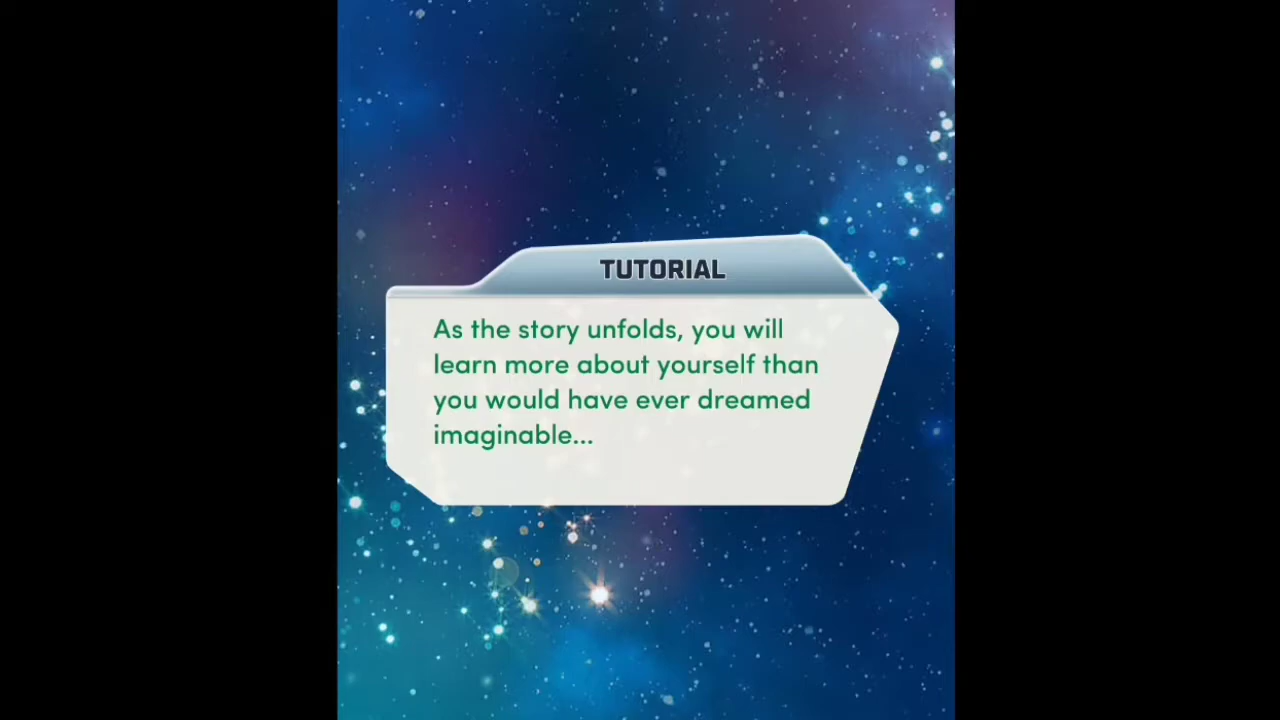 TUTORIAL
As the story unfolds, you will
learn more about yourself than
you would have ever dreamed
imaginable...